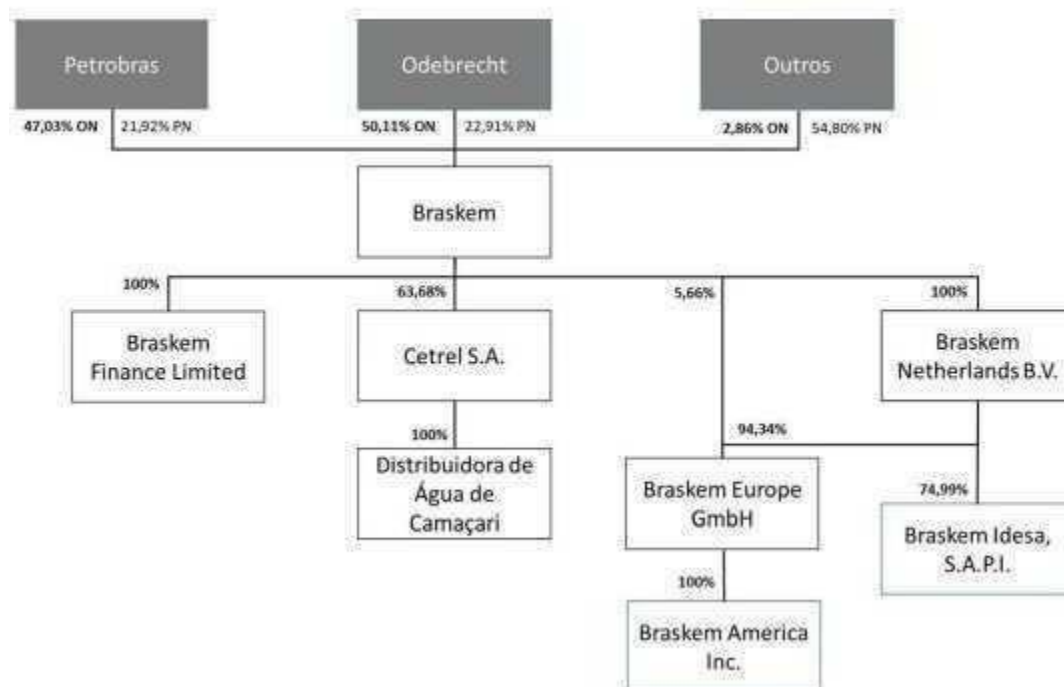 Petrobras
Odebrecht
Outros
47,03% ON 21,92% PN
50,11% ON 22,91% PN
2,86% ON 54,80% PN
Braskem
100%
63,68%
5,66%
100%
Braskem
Finance Limited
Cetrel S.A.
Braskem
Netherlands B.V.
100%
94,34%
Distribuidora de
Água de
Camaçari
Braskem Europe
GmbH
74,99%
Braskem Idesa,
S.A.P.I.
100%
Braskem America
Inc.